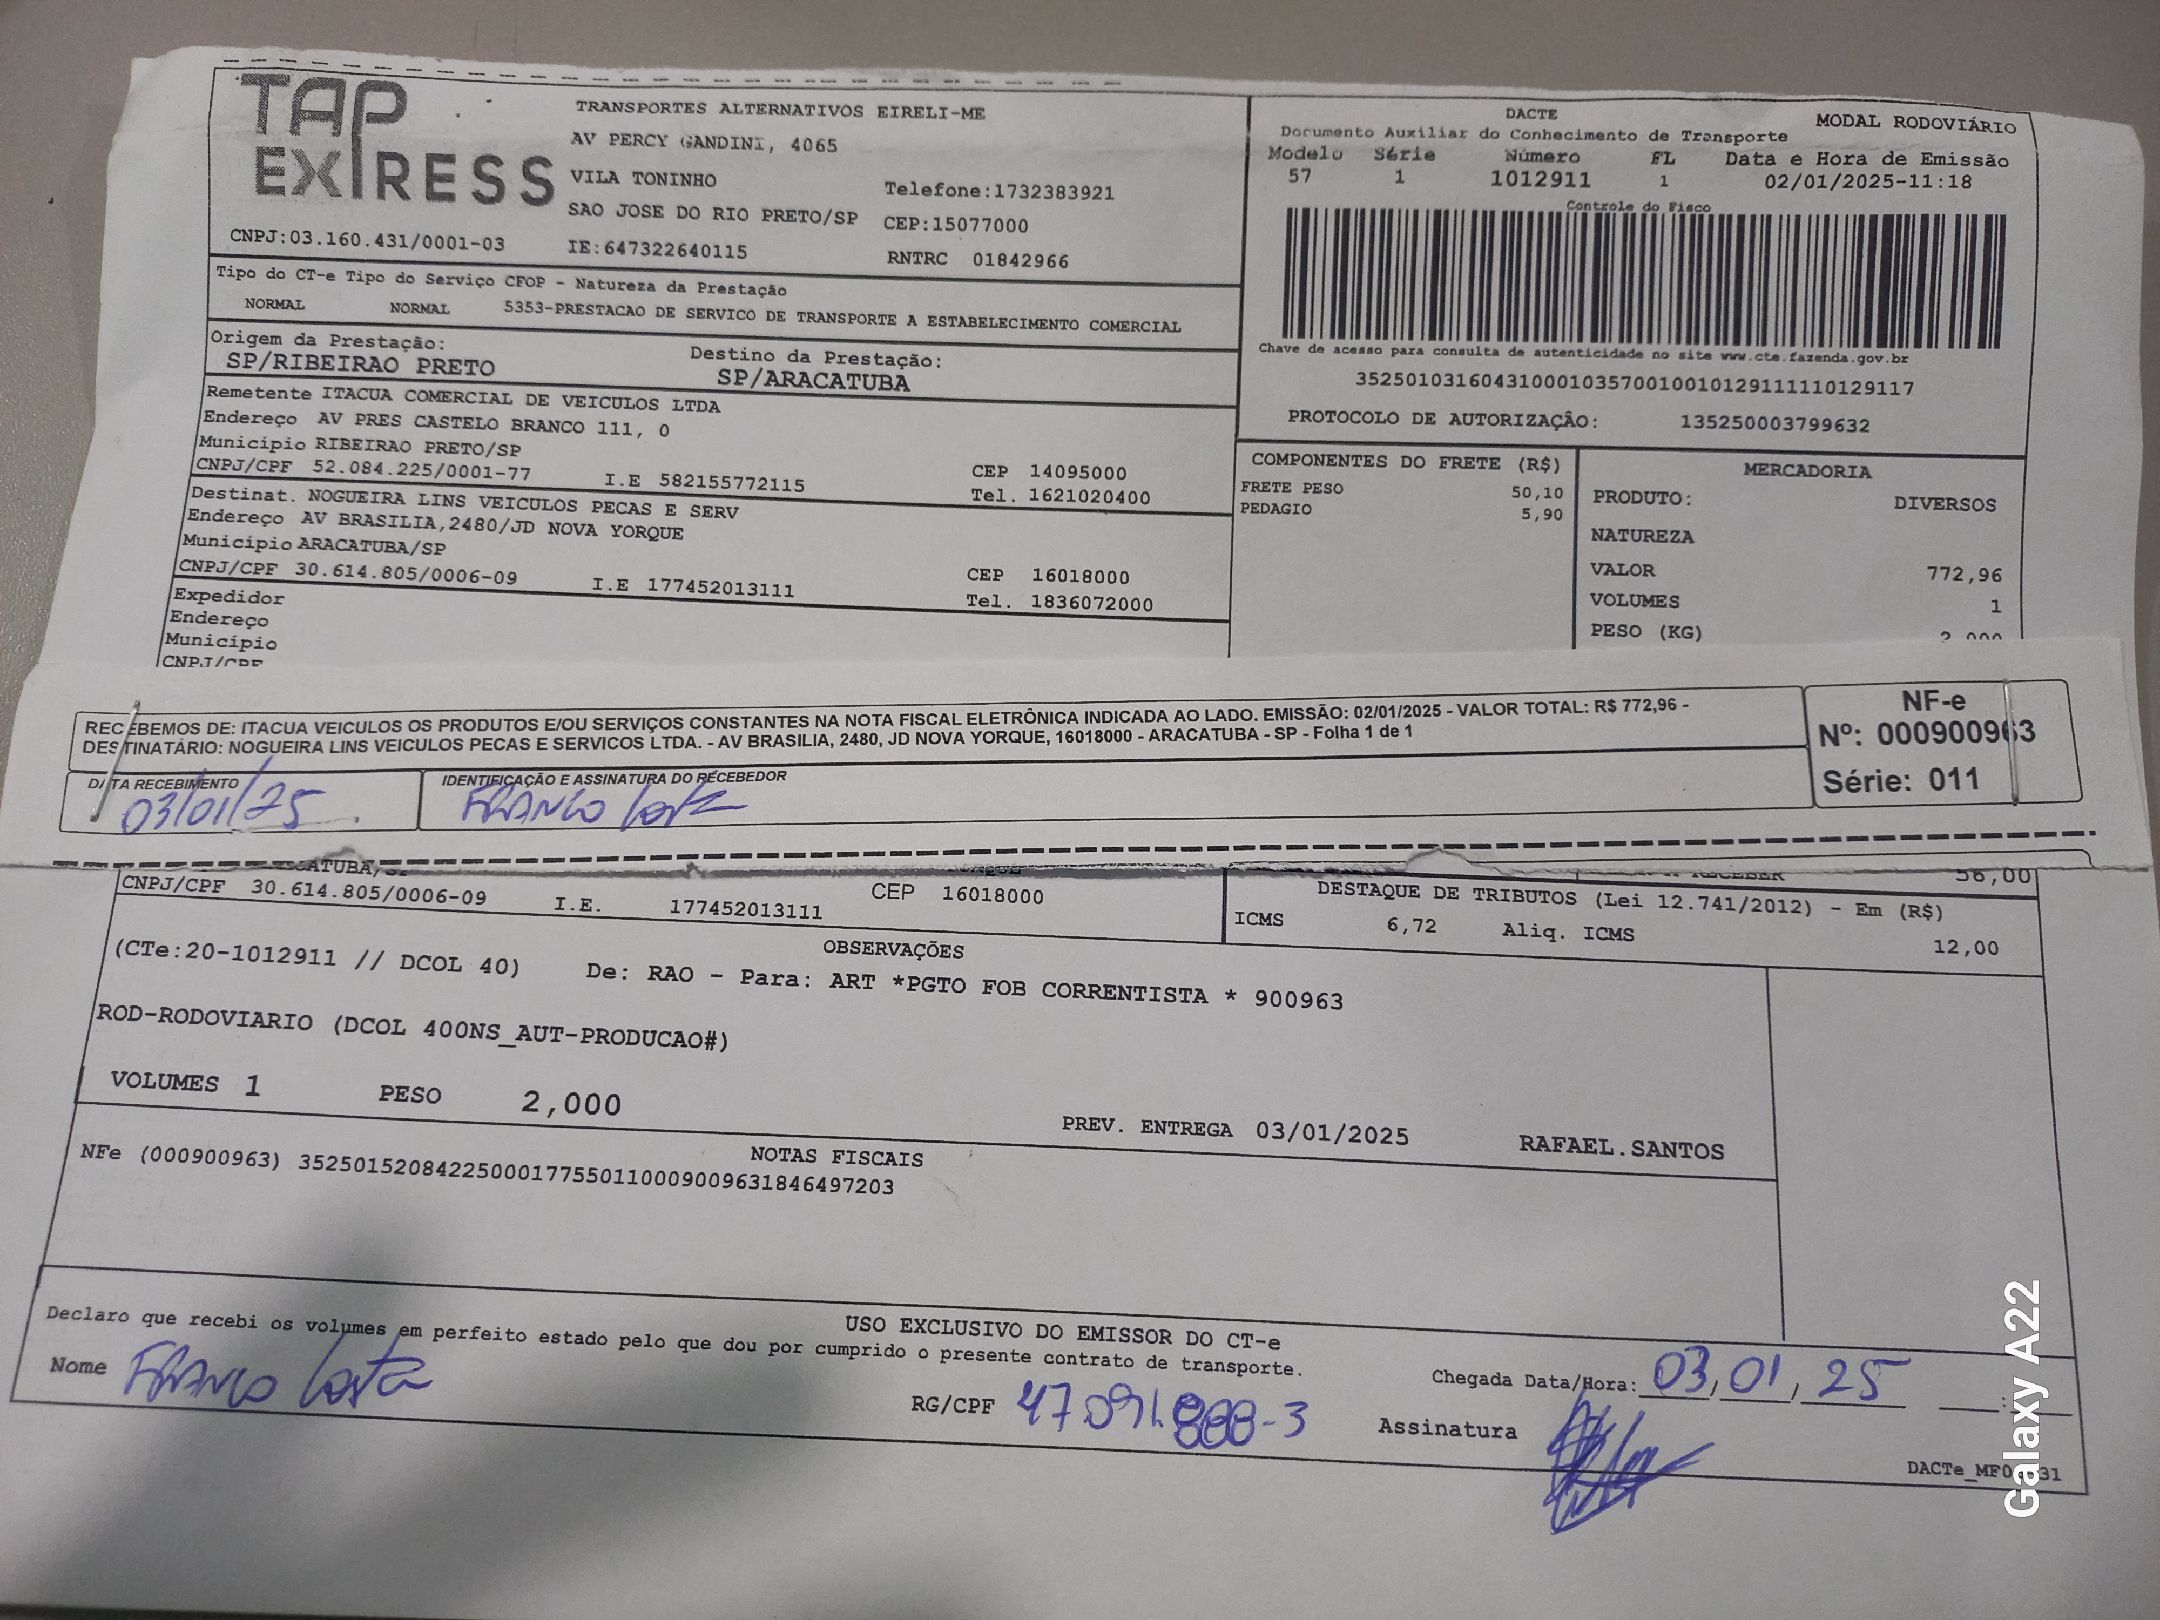 TAP EXPRESS
TRANSPORTES ALTERNATIVOS EIRELI-ME
AV PERCY GANDINI, 4065
VILA TONINHO
Telefone:1732383921
SAO JOSE DO RIO PRETO/SP CEP:15077000
CNPJ:03.160.431/0001-03 IE:647322640115 RNTRC 01842966
Tipo do CT-e Tipo do Serviço CFOP - Natureza da Prestação
NORMAL NORMAL 5353-PRESTACAO DE SERVICO DE TRANSPORTE A ESTABELECIMENTO COMERCIAL
Origem da Prestação: Destino da Prestação:
SP/RIBEIRAO PRETO SP/ARACATUBA
Remetente ITACUA COMERCIAL DE VEICULOS LTDA
Endereço AV PRES CASTELO BRANCO 111, 0
Município RIBEIRAO PRETO/SP CEP 14095000
CNPJ/CPF 52.084.225/0001-77 I.E 582155772115 Tel. 1621020400
Destinat. NOGUEIRA LINS VEICULOS PECAS E SERV
Endereço AV BRASILIA,2480/JD NOVA YORQUE
Município ARACATUBA/SP CEP 16018000
CNPJ/CPF 30.614.805/0006-09 I.E 177452013111 Tel. 1836072000
Expedidor
Endereço
Município
CNPJ/CPF
DACTE MODAL RODOVIÁRIO
Documento Auxiliar do Conhecimento de Transporte
Modelo Série Número FL Data e Hora de Emissão
57 1 1012911 1 02/01/2025-11:18
Controle do Fisco
Chave de acesso para consulta de autenticidade no site www.cte.fazenda.gov.br
35250103160431000103570010010129111110129117
PROTOCOLO DE AUTORIZAÇÃO: 135250003799632
COMPONENTES DO FRETE (R$)
FRETE PESO 50,10
PEDAGIO 5,90
MERCADORIA
PRODUTO: DIVERSOS
NATUREZA
VALOR 772,96
VOLUMES 1
PESO (KG) 2,000
RECEBEMOS DE: ITACUA VEICULOS OS PRODUTOS E/OU SERVIÇOS CONSTANTES NA NOTA FISCAL ELETRÔNICA INDICADA AO LADO. EMISSÃO: 02/01/2025 - VALOR TOTAL: R$ 772,96 -
DESTINATÁRIO: NOGUEIRA LINS VEICULOS PECAS E SERVICOS LTDA. - AV BRASILIA, 2480, JD NOVA YORQUE, 16018000 - ARACATUBA - SP - Folha 1 de 1
NF-e
Nº: 000900963
Série: 011
DATA RECEBIMENTO IDENTIFICAÇÃO E ASSINATURA DO RECEBEDOR
03/01/25 FRANCO Costa
CNPJ/CPF 30.614.805/0006-09 I.E. 177452013111 CEP 16018000
RECEBER 56,00
DESTAQUE DE TRIBUTOS (Lei 12.741/2012) - Em (R$)
ICMS 6,72 Aliq. ICMS 12,00
OBSERVAÇÕES
(CTe:20-1012911 // DCOL 40) De: RAO - Para: ART *PGTO FOB CORRENTISTA * 900963
ROD-RODOVIARIO (DCOL 400NS_AUT-PRODUCAO#)
VOLUMES 1 PESO 2,000
PREV. ENTREGA 03/01/2025 RAFAEL.SANTOS
NOTAS FISCAIS
NFe (000900963) 35250152084225000177550110009009631846497203
USO EXCLUSIVO DO EMISSOR DO CT-e
Declaro que recebi os volumes em perfeito estado pelo que dou por cumprido o presente contrato de transporte.
Nome FRANCO Costa
RG/CPF 47091.888-3
Chegada Data/Hora: 03,01,25 :
Assinatura
Galaxy A22